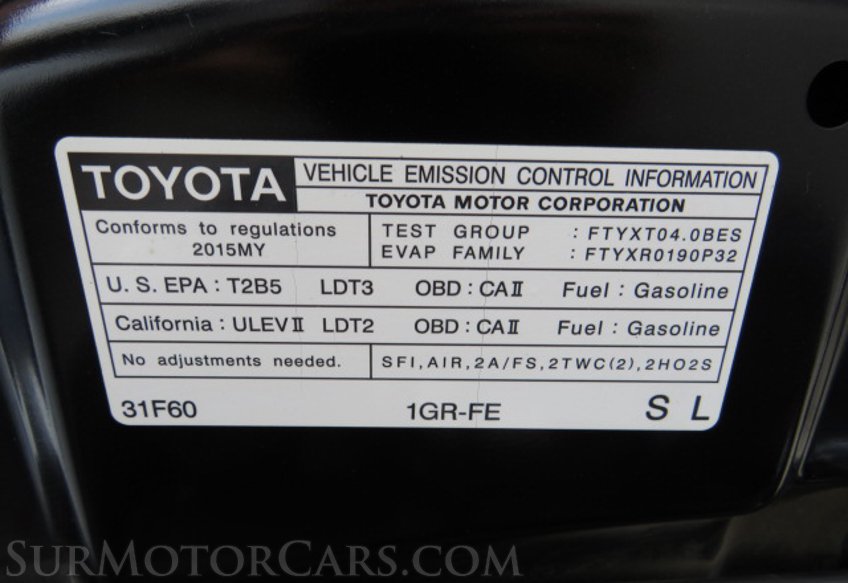 TOYOTA
VEHICLE EMISSION CONTROL INFORMATION
TOYOTA MOTOR CORPORATION
Conforms to regulations
2015MY
TEST GROUP : FTYXT04.0BES
EVAP FAMILY : FTYXR0190P32
U. S. EPA : T2B5 LDT3 OBD : CAⅡ Fuel : Gasoline
California : ULEVⅡ LDT2 OBD : CAⅡ Fuel : Gasoline
No adjustments needed. SFI,AIR,2A/FS,2TWC(2),2HO2S
31F60 1GR-FE S L
SurMotorCars.com